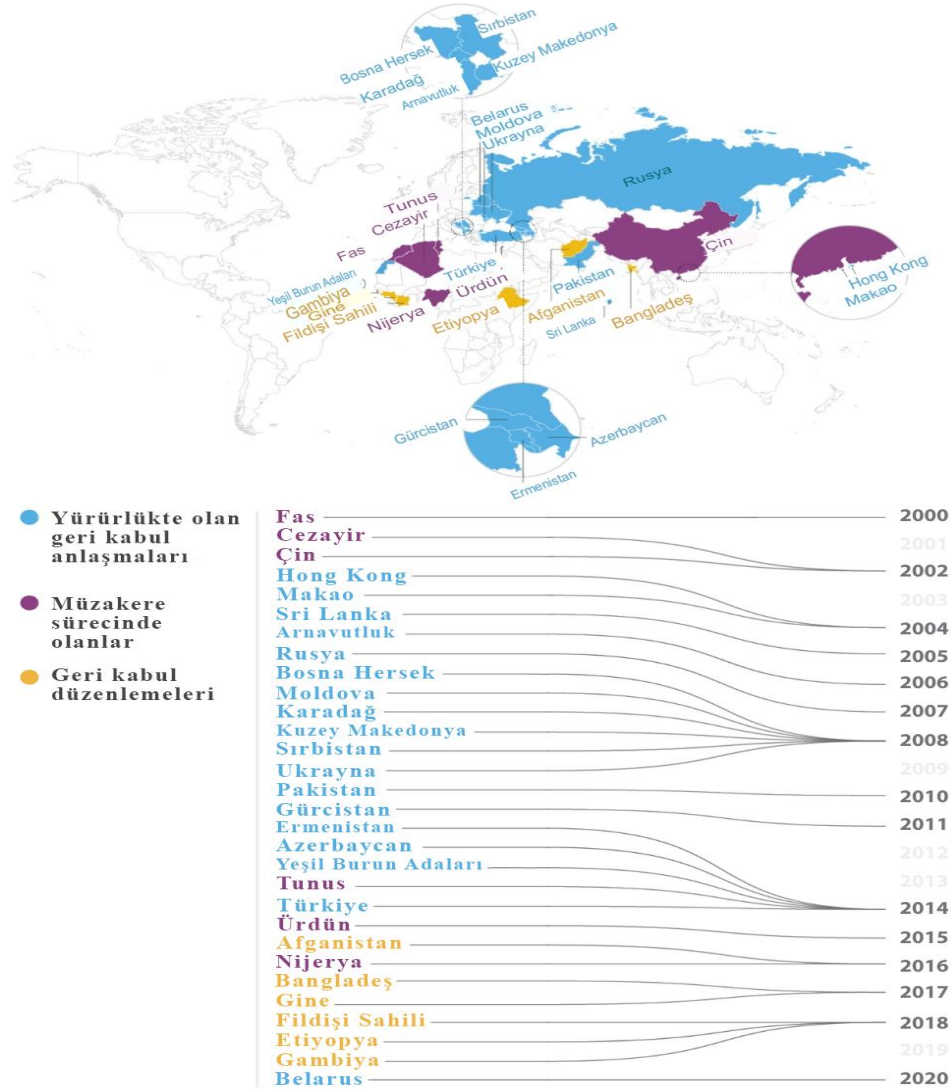 Sırbistan
Bosna Hersek
Kuzey Makedonya
Karadağ
Arnavutluk
Belarus
Moldova
Ukrayna
Rusya
Tunus
Cezayir
Fas
Çin
Türkiye
Ürdün
Yeşil Burun Adaları
Gambiya
Gine
Fildişi Sahili
Nijerya
Etiyopya
Pakistan
Afganistan
Sri Lanka
Bangladeş
Hong Kong
Makao
Gürcistan
Azerbaycan
Ermenistan
Yürürlükte olan
geri kabul
anlaşmaları
Müzakere
sürecinde
olanlar
Geri kabul
düzenlemeleri
Fas
Cezayir
Çin
Hong Kong
Makao
Sri Lanka
Arnavutluk
Rusya
Bosna Hersek
Moldova
Karadağ
Kuzey Makedonya
Sırbistan
Ukrayna
Pakistan
Gürcistan
Ermenistan
Azerbaycan
Yeşil Burun Adaları
Tunus
Türkiye
Ürdün
Afganistan
Nijerya
Bangladeş
Gine
Fildişi Sahili
Etiyopya
Gambiya
Belarus
2000
2001
2002
2003
2004
2005
2006
2007
2008
2009
2010
2011
2012
2013
2014
2015
2016
2017
2018
2019
2020